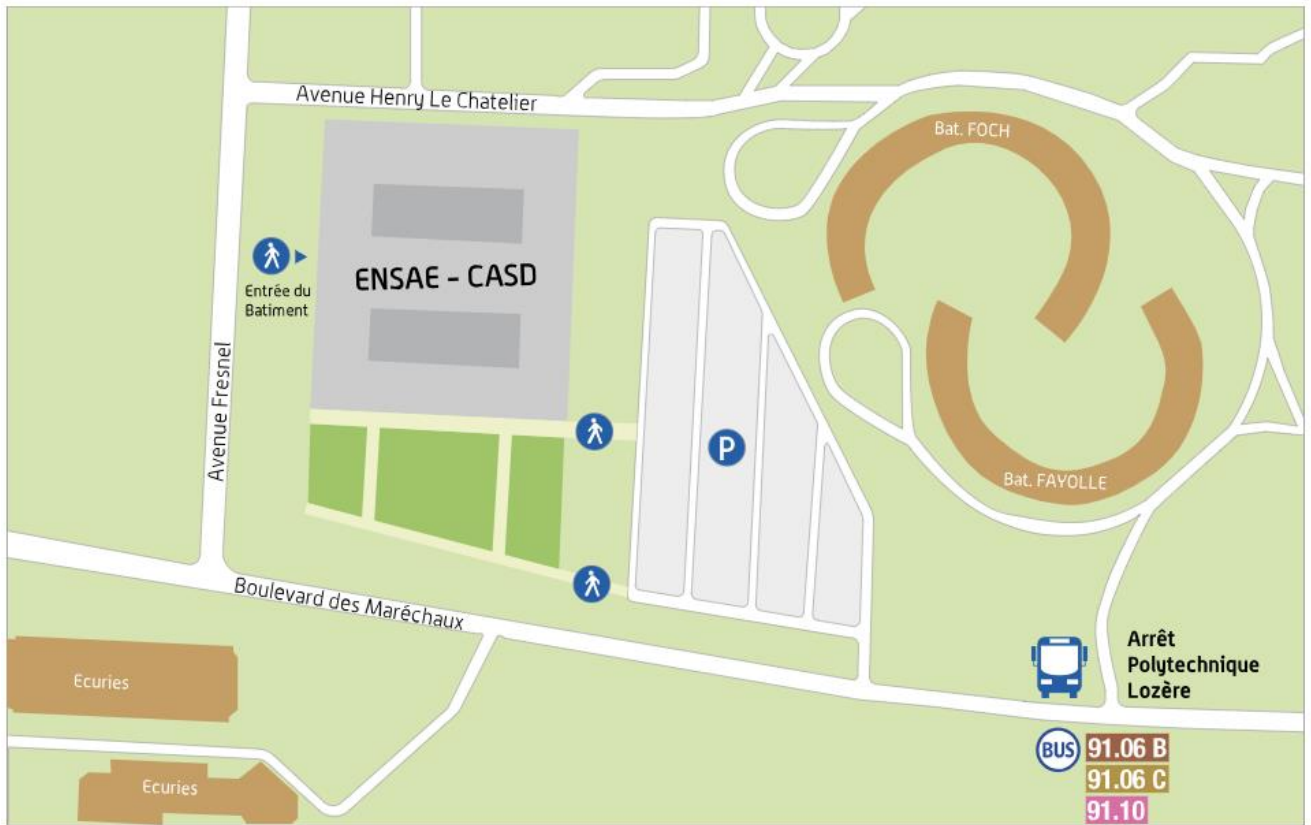 Avenue Henry Le Chatelier
Bat. FOCH
ENSAE - CASD
Entrée du
Batiment
Avenue Fresnel
P
Bat. FAYOLLE
Boulevard des Maréchaux
Ecuries
Ecuries
Arrêt
Polytechnique
Lozère
BUS
91.06 B
91.06 C
91.10